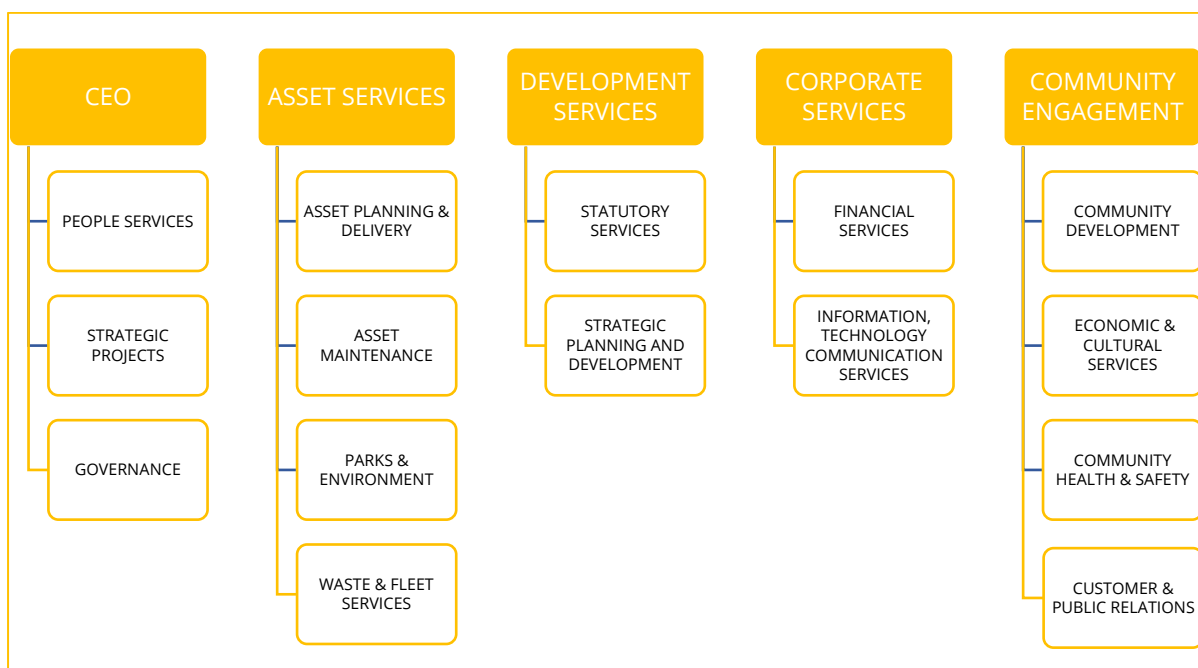 CEO
PEOPLE SERVICES
STRATEGIC
PROJECTS
GOVERNANCE
ASSET SERVICES
ASSET PLANNING &
DELIVERY
ASSET
MAINTENANCE
PARKS &
ENVIRONMENT
WASTE & FLEET
SERVICES
DEVELOPMENT
SERVICES
STATUTORY
SERVICES
STRATEGIC
PLANNING AND
DEVELOPMENT
CORPORATE
SERVICES
FINANCIAL
SERVICES
INFORMATION,
TECHNOLOGY
COMMUNICATION
SERVICES
COMMUNITY
ENGAGEMENT
COMMUNITY
DEVELOPMENT
ECONOMIC &
CULTURAL
SERVICES
COMMUNITY
HEALTH & SAFETY
CUSTOMER &
PUBLIC RELATIONS